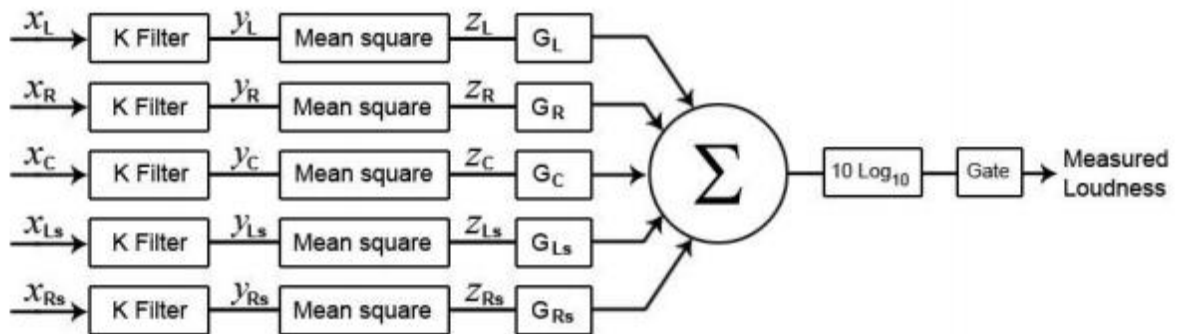 x_L K Filter y_L Mean square z_L G_L
x_R K Filter y_R Mean square z_R G_R
x_C K Filter y_C Mean square z_C G_C
x_Ls K Filter y_Ls Mean square z_Ls G_Ls
x_Rs K Filter y_Rs Mean square z_Rs G_Rs
Σ
10 Log_10
Gate
Measured
Loudness